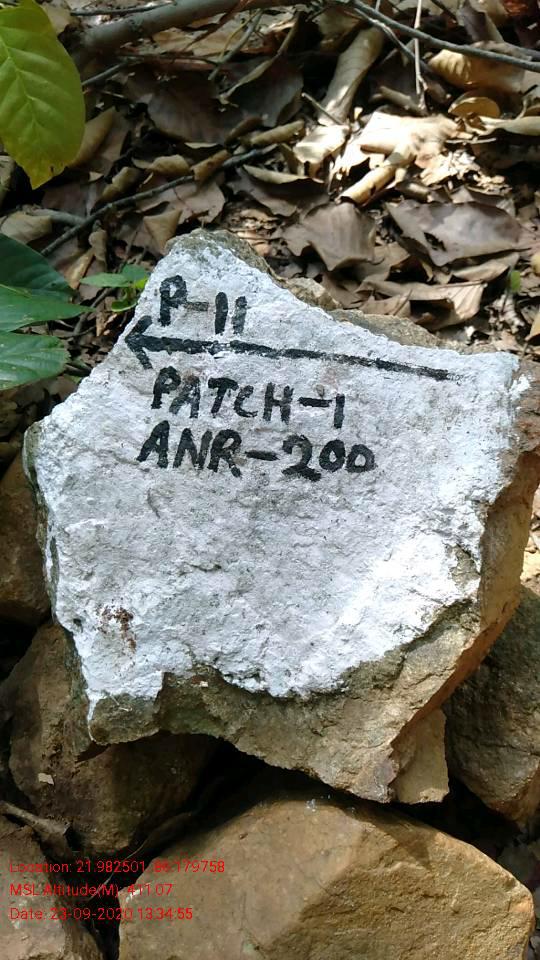 P-11
PATCH-1
ANR-200
Location: 21.982501, 86.179758
MSL Altitude(M): 411.07
Date: 23-09-2020 13:34:55